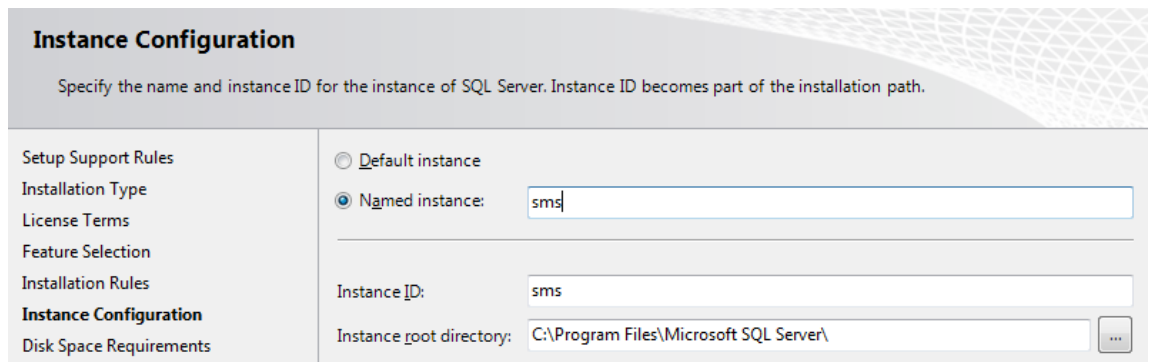 Instance Configuration
Specify the name and instance ID for the instance of SQL Server. Instance ID becomes part of the installation path.
Setup Support Rules
Installation Type
License Terms
Feature Selection
Installation Rules
Instance Configuration
Disk Space Requirements
Default instance
Named instance: sms
Instance ID: sms
Instance root directory: C:\Program Files\Microsoft SQL Server\ ...